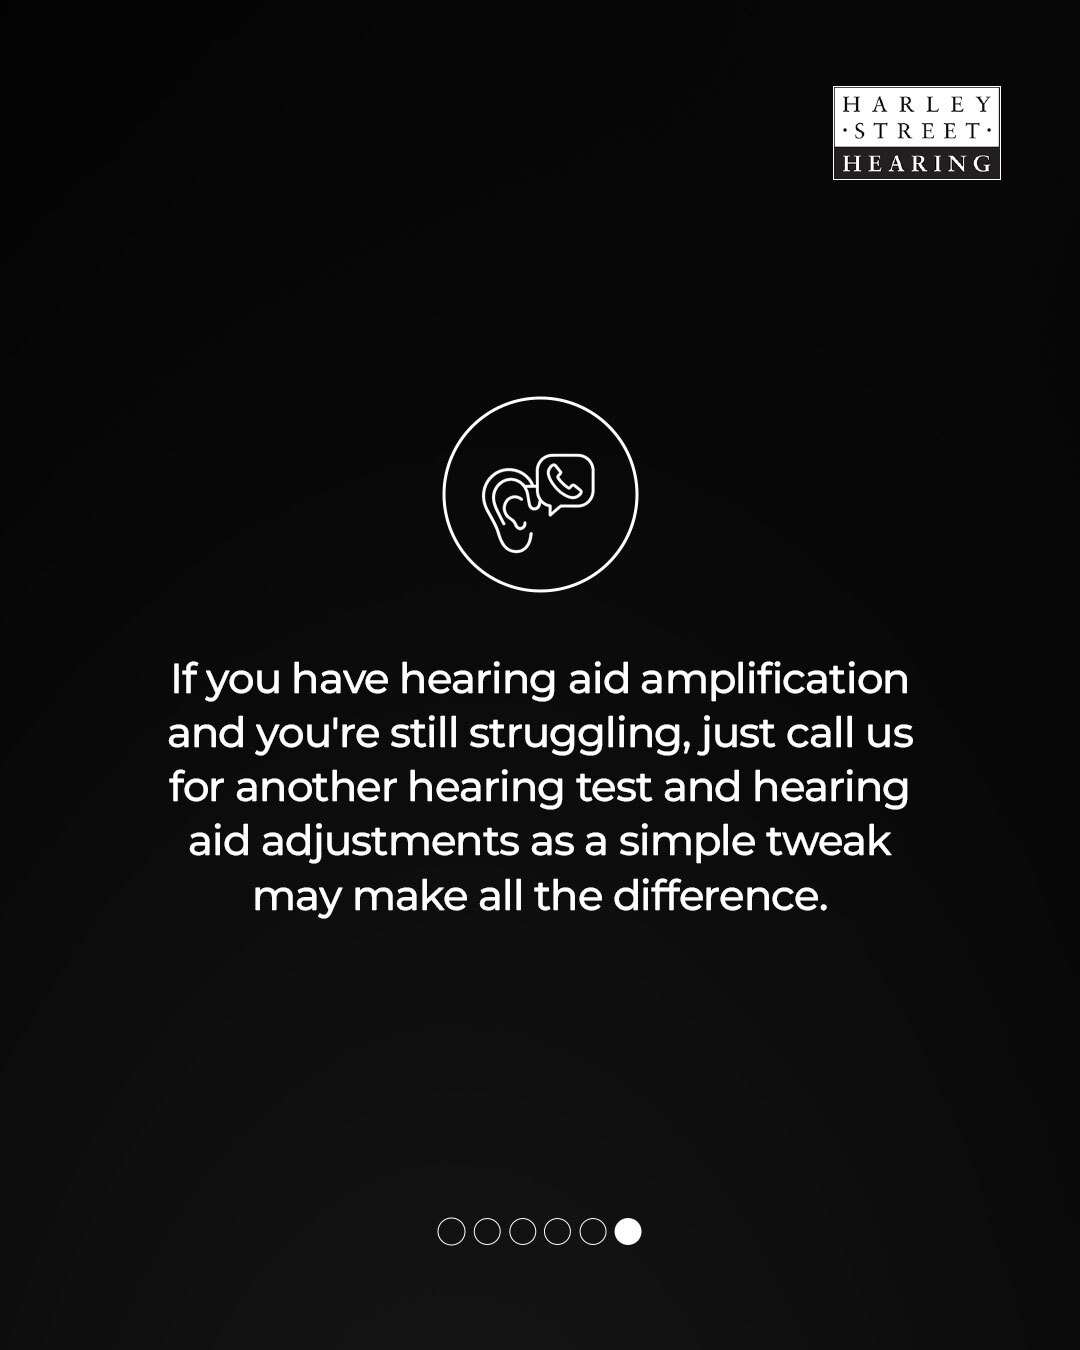 HARLEY
·STREET·
HEARING
If you have hearing aid amplification
and you're still struggling, just call us
for another hearing test and hearing
aid adjustments as a simple tweak
may make all the difference.